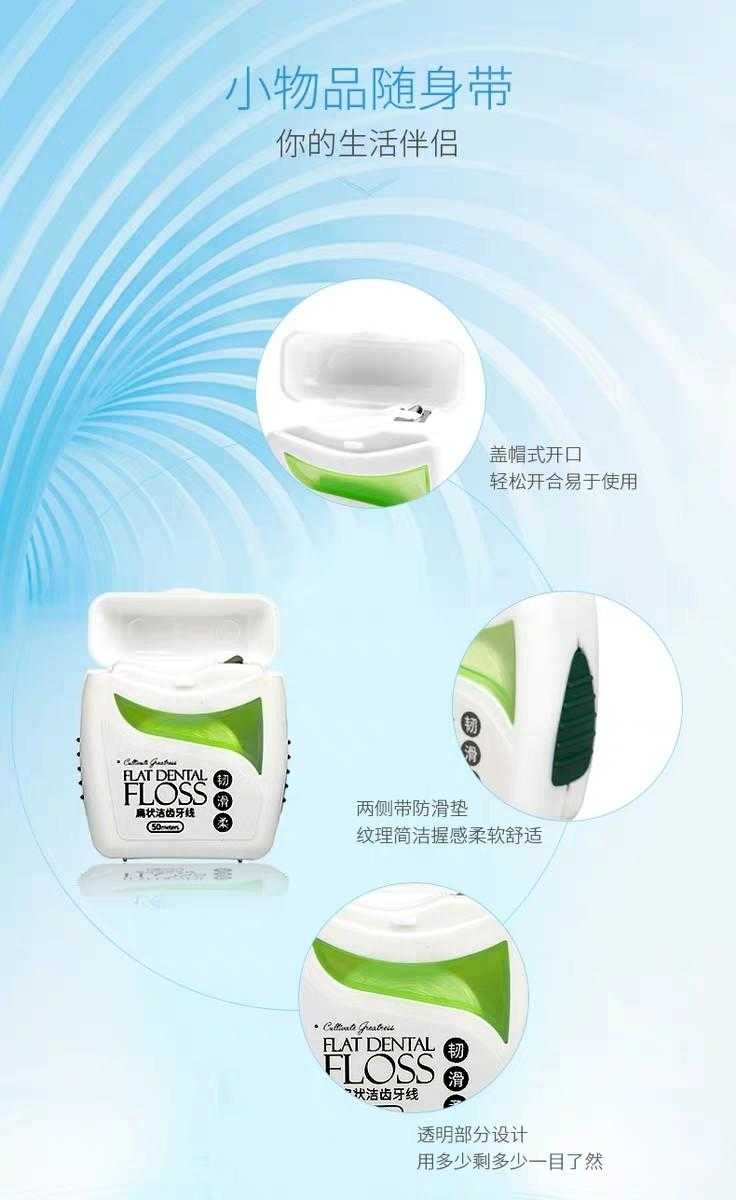 小物品随身带
你的生活伴侣
盖帽式开口
轻松开合易于使用
Cultivate Greatness
FLAT DENTAL
FLOSS
扁状洁齿牙线
50meters
韧
滑
柔
韧
滑
两侧带防滑垫
纹理简洁握感柔软舒适
Cultivate Greatness
FLAT DENTAL
FLOSS
状洁齿牙线
韧
滑
透明部分设计
用多少剩多少一目了然